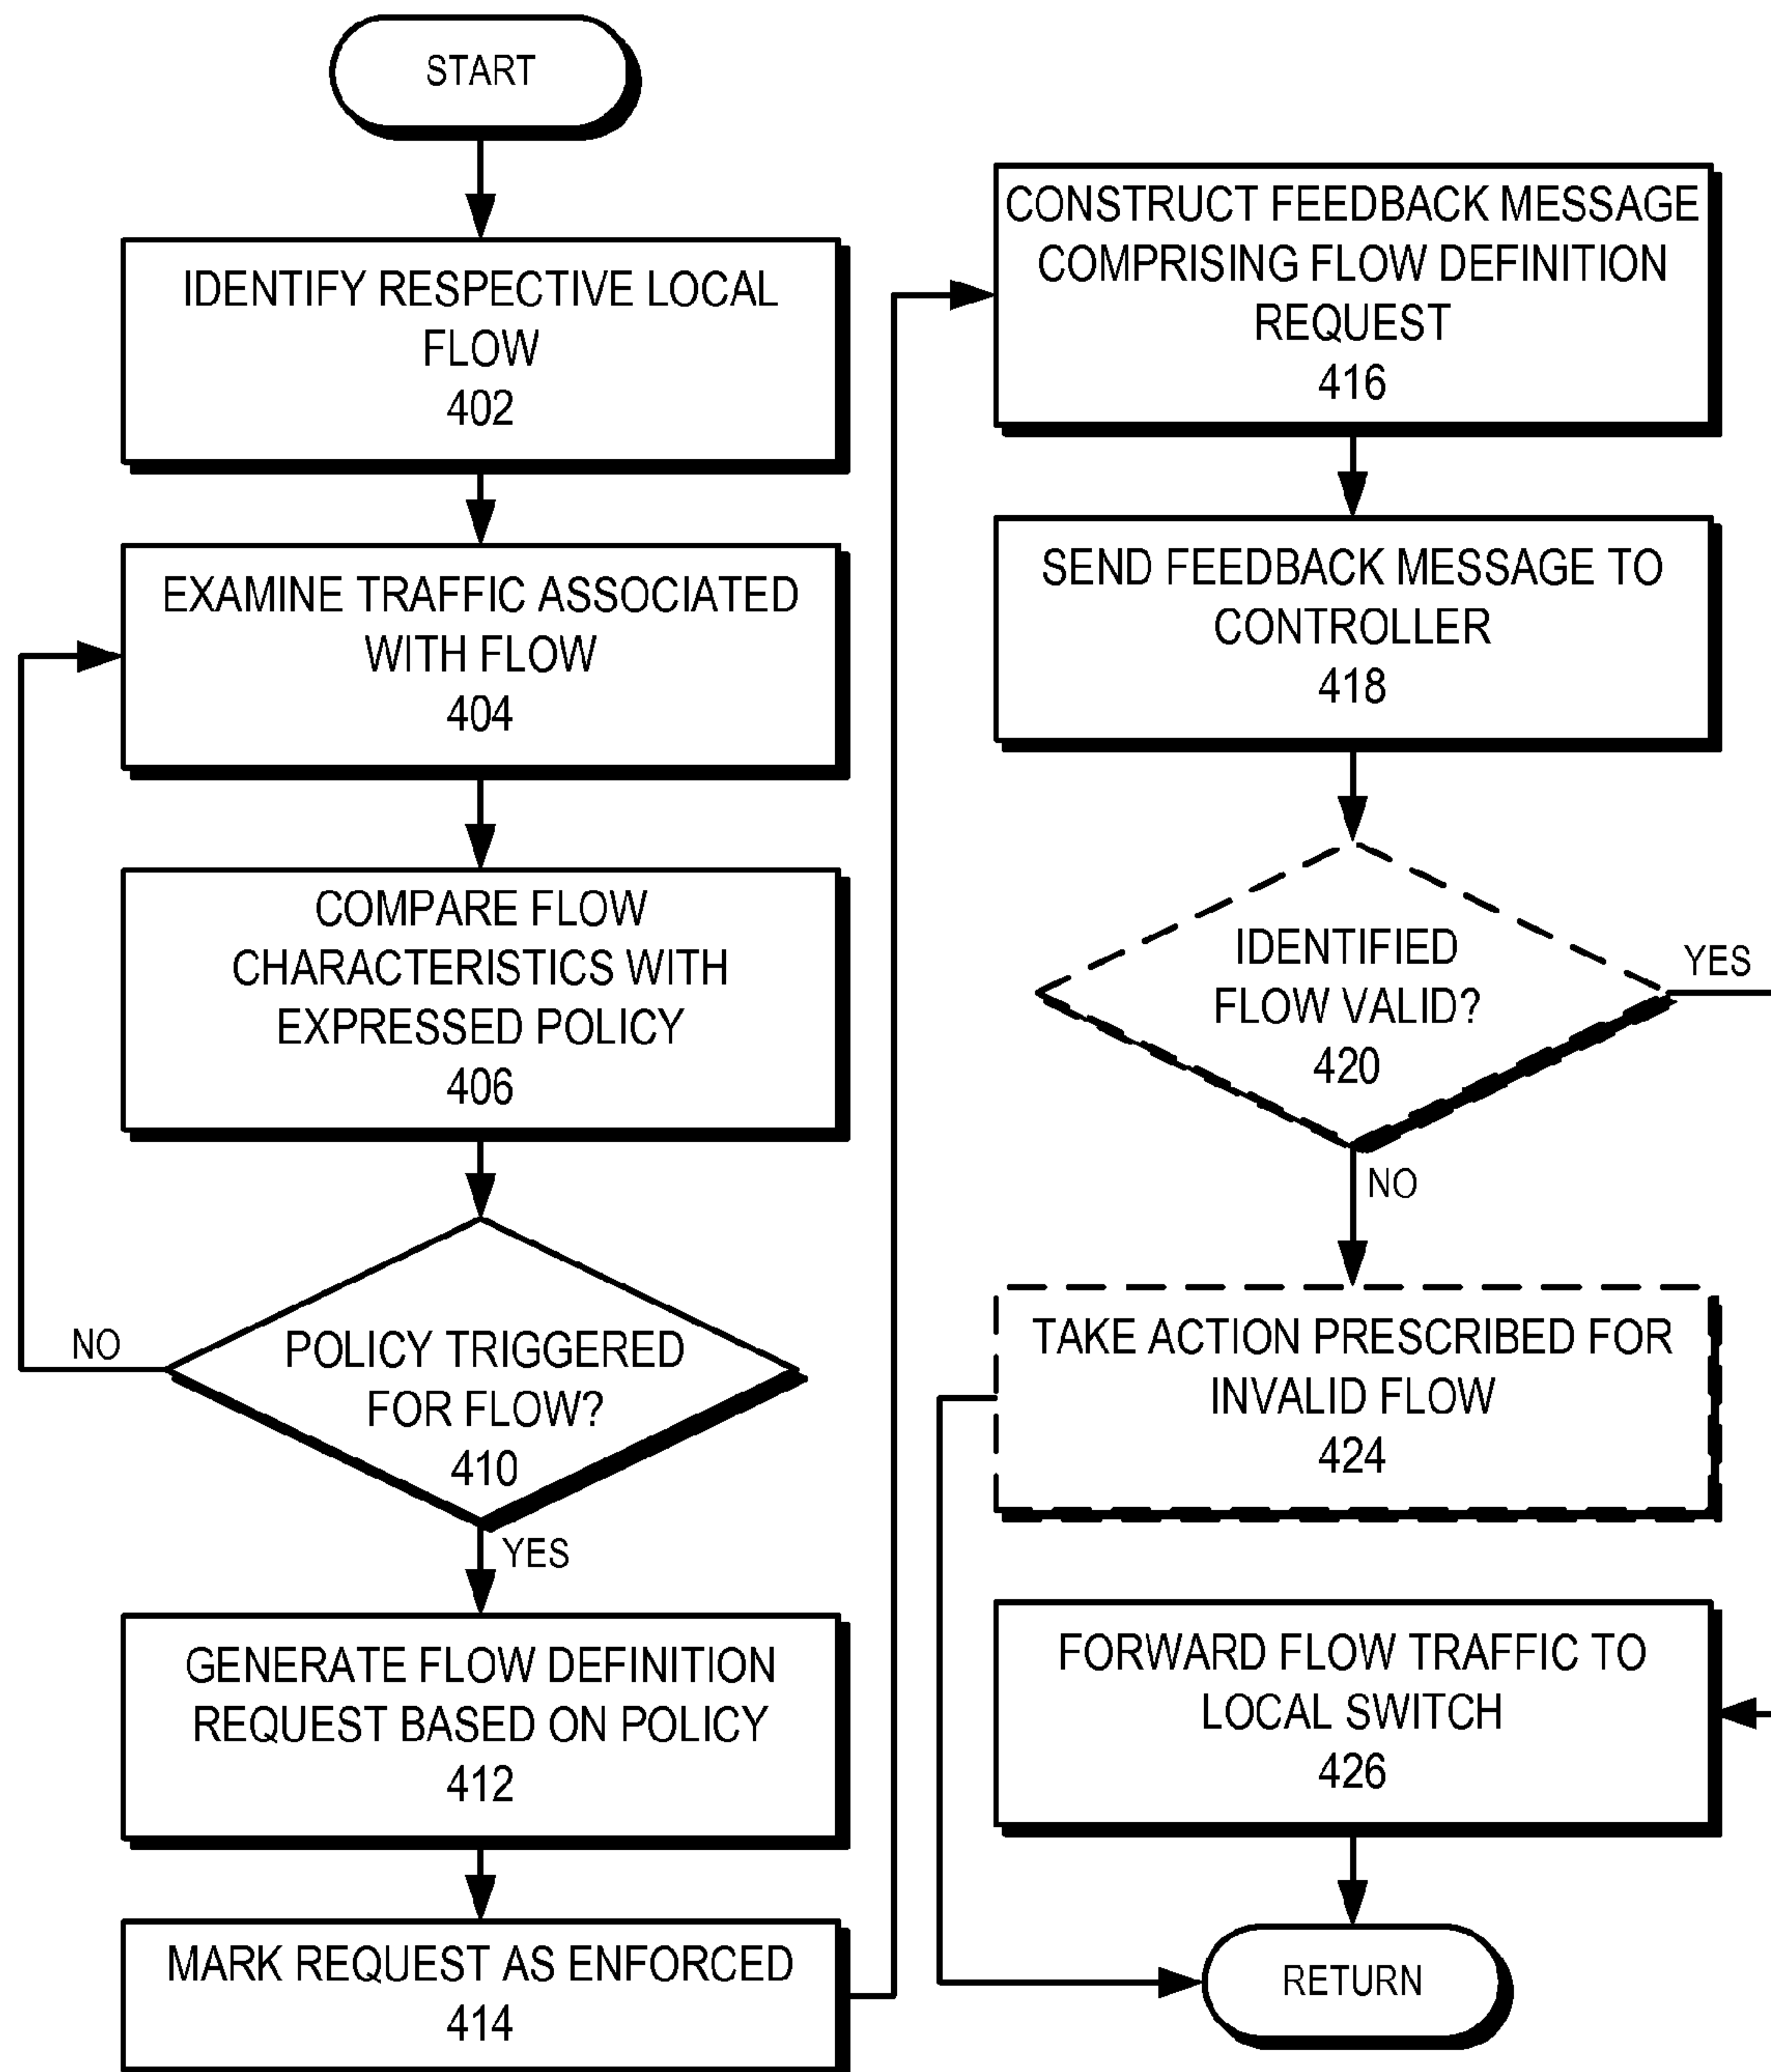 START
IDENTIFY RESPECTIVE LOCAL
FLOW
402
EXAMINE TRAFFIC ASSOCIATED
WITH FLOW
404
COMPARE FLOW
CHARACTERISTICS WITH
EXPRESSED POLICY
406
NO
POLICY TRIGGERED
FOR FLOW?
410
YES
GENERATE FLOW DEFINITION
REQUEST BASED ON POLICY
412
MARK REQUEST AS ENFORCED
414
CONSTRUCT FEEDBACK MESSAGE
COMPRISING FLOW DEFINITION
REQUEST
416
SEND FEEDBACK MESSAGE TO
CONTROLLER
418
IDENTIFIED
FLOW VALID?
420
YES
NO
TAKE ACTION PRESCRIBED FOR
INVALID FLOW
424
FORWARD FLOW TRAFFIC TO
LOCAL SWITCH
426
RETURN